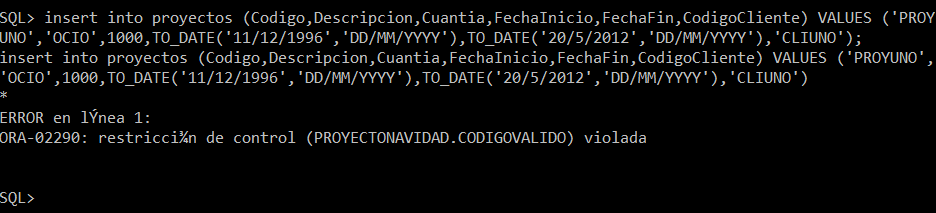 SQL> insert into proyectos (Codigo,Descripcion,Cuantia,FechaInicio,FechaFin,CodigoCliente) VALUES ('PROY
UNO','OCIO',1000,TO_DATE('11/12/1996','DD/MM/YYYY'),TO_DATE('20/5/2012','DD/MM/YYYY'),'CLIUNO');
insert into proyectos (Codigo,Descripcion,Cuantia,FechaInicio,FechaFin,CodigoCliente) VALUES ('PROYUNO',
'OCIO',1000,TO_DATE('11/12/1996','DD/MM/YYYY'),TO_DATE('20/5/2012','DD/MM/YYYY'),'CLIUNO')
*
ERROR en lÝnea 1:
ORA-02290: restricci¾n de control (PROYECTONAVIDAD.CODIGOVALIDO) violada
SQL>